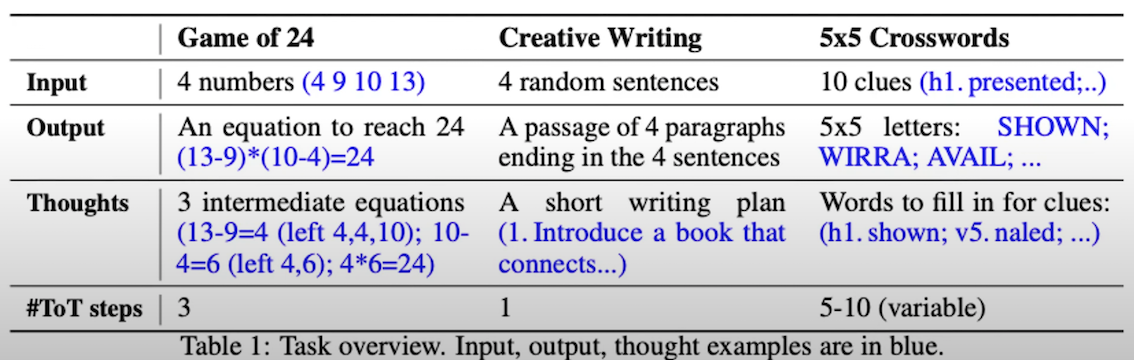 Game of 24 Creative Writing 5x5 Crosswords
Input 4 numbers (4 9 10 13) 4 random sentences 10 clues (h1. presented;..)
Output An equation to reach 24 A passage of 4 paragraphs 5x5 letters: SHOWN;
(13-9)*(10-4)=24 ending in the 4 sentences WIRRA; AVAIL; ...
Thoughts 3 intermediate equations A short writing plan Words to fill in for clues:
(13-9=4 (left 4,4,10); 10- (1. Introduce a book that (h1. shown; v5. naled; ...)
4=6 (left 4,6); 4*6=24) connects...)
#ToT steps 3 1 5-10 (variable)
Table 1: Task overview. Input, output, thought examples are in blue.